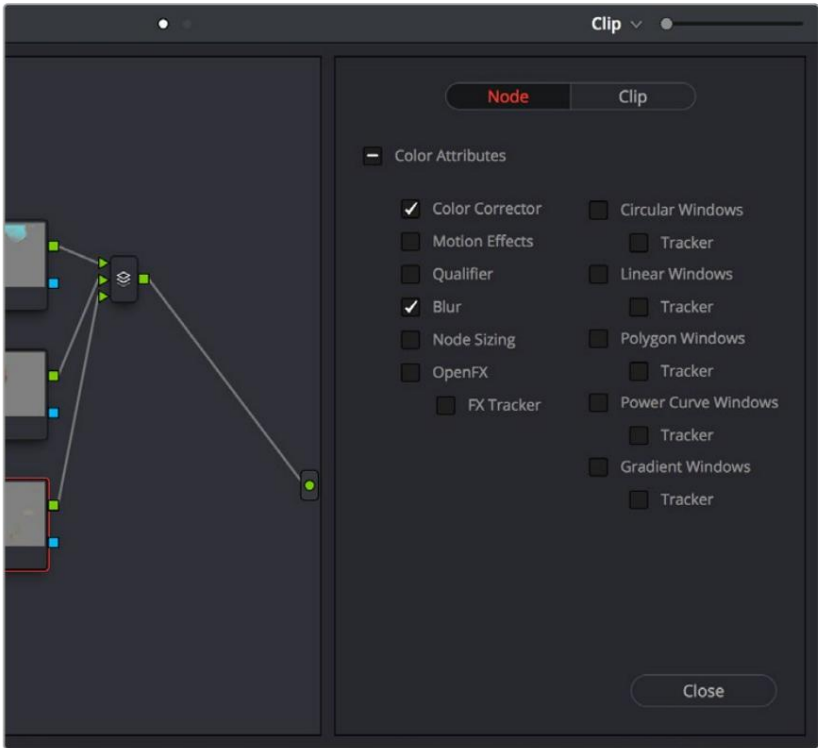 Clip
Node
Clip
Color Attributes
Color Corrector
Motion Effects
Qualifier
Blur
Node Sizing
OpenFX
FX Tracker
Circular Windows
Tracker
Linear Windows
Tracker
Polygon Windows
Tracker
Power Curve Windows
Tracker
Gradient Windows
Tracker
Close